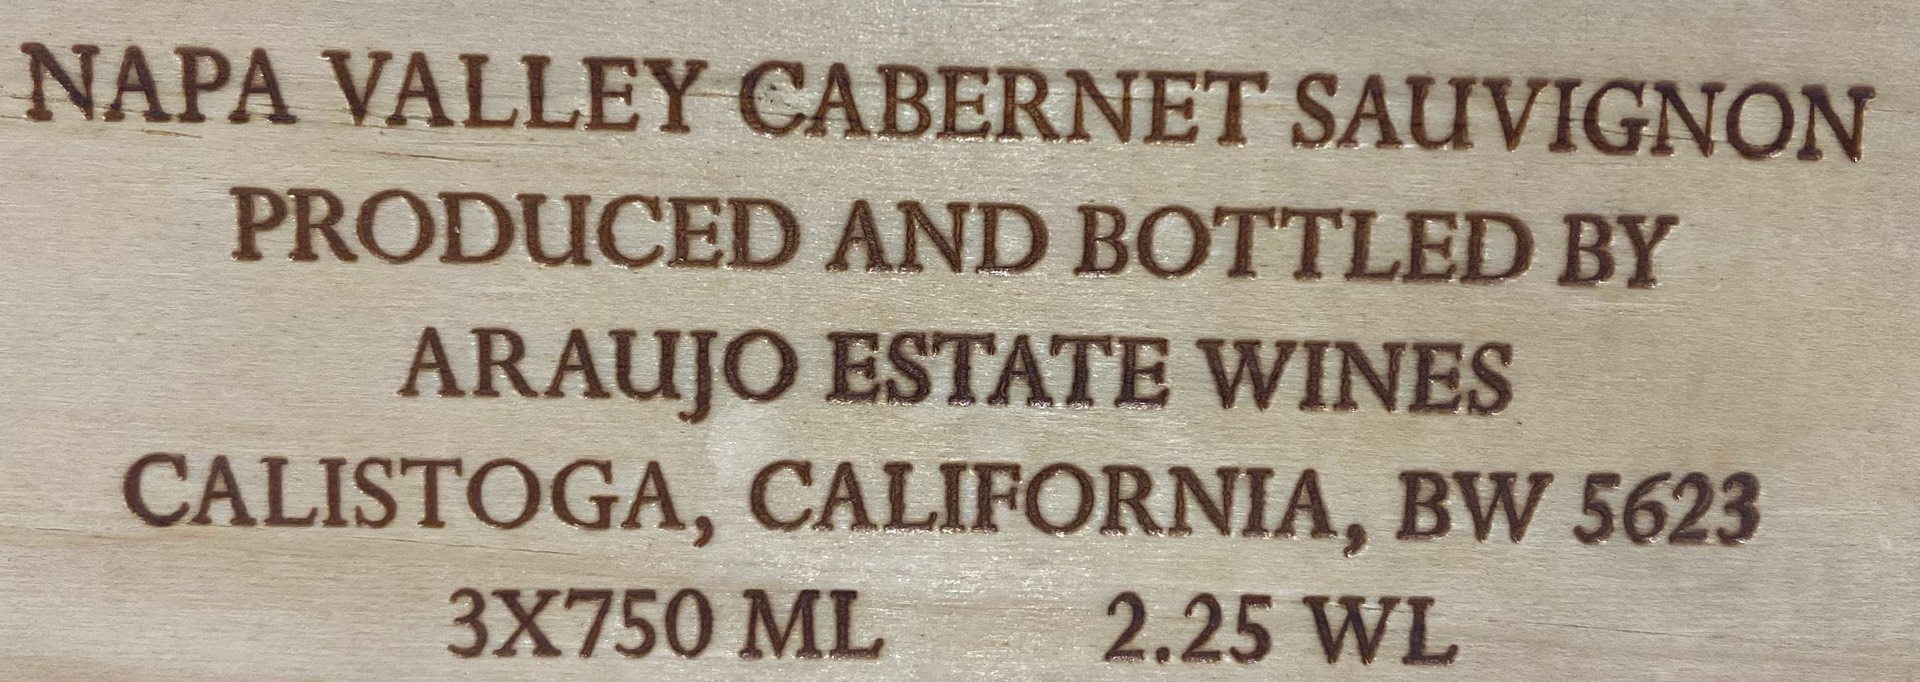 NAPA VALLEY CABERNET SAUVIGNON
PRODUCED AND BOTTLED BY
ARAUJO ESTATE WINES
CALISTOGA, CALIFORNIA, BW 5623
3X750 ML 2.25 WL